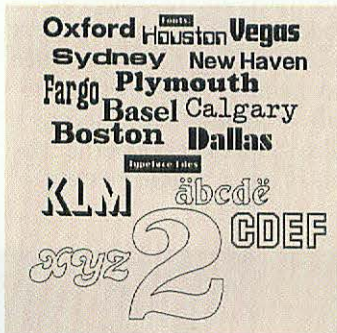 Fonts:
Oxford Houston Vegas
Sydney New Haven
Fargo Plymouth
Basel Calgary
Boston Dallas
Typeface Files
KLM äbcdë
CDEF
xyz 2